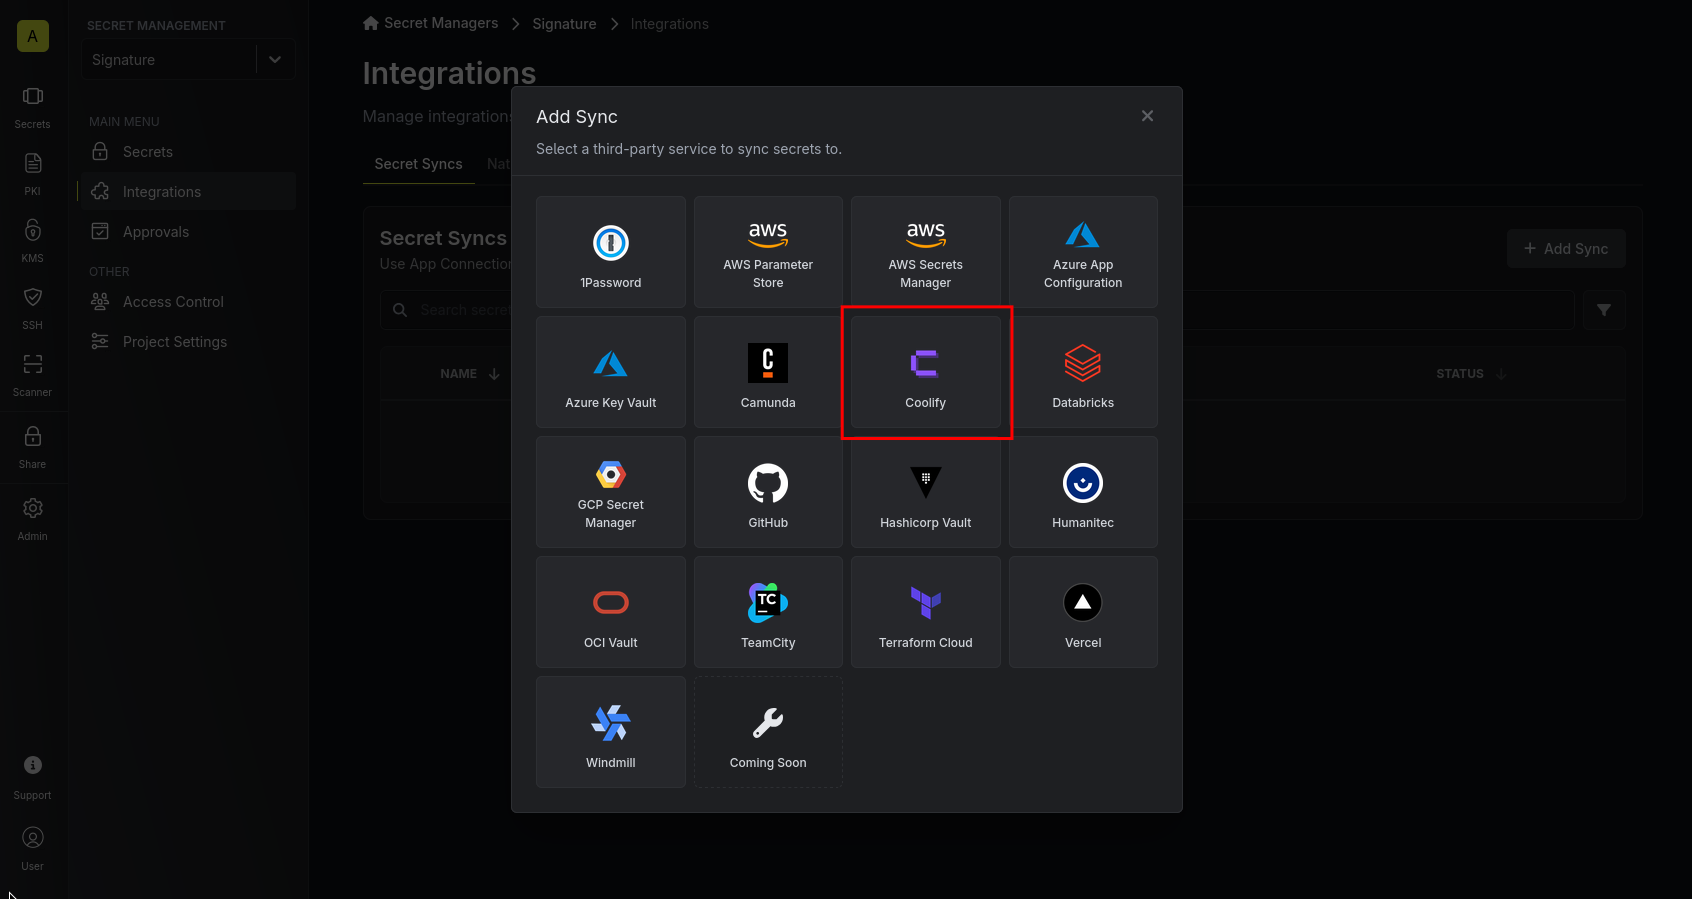 A
SECRET MANAGEMENT
Signature
Secrets
PKI
KMS
SSH
Scanner
Share
Admin
Support
User
MAIN MENU
Secrets
Integrations
Approvals
OTHER
Access Control
Project Settings
Secret Managers
Signature
Integrations
Integrations
Manage integrations
Secret Syncs
Nat
Secret Syncs
Use App Connection
+ Add Sync
Search secre
NAME
STATUS
Add Sync
Select a third-party service to sync secrets to.
1Password
aws
AWS Parameter
Store
aws
AWS Secrets
Manager
Azure App
Configuration
Azure Key Vault
C
Camunda
Coolify
Databricks
GCP Secret
Manager
GitHub
Hashicorp Vault
Humanitec
OCI Vault
TC
TeamCity
Terraform Cloud
Vercel
Windmill
Coming Soon